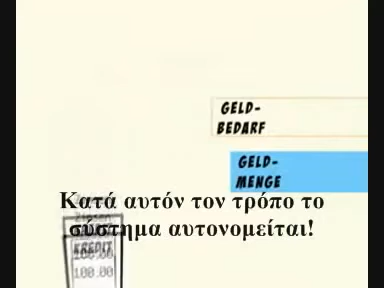 GELD-
BEDARF
GELD-
MENGE
Κατά αυτόν τον τρόπο το
σύστημα αυτονομείται!
KREDIT
100.00
100.00